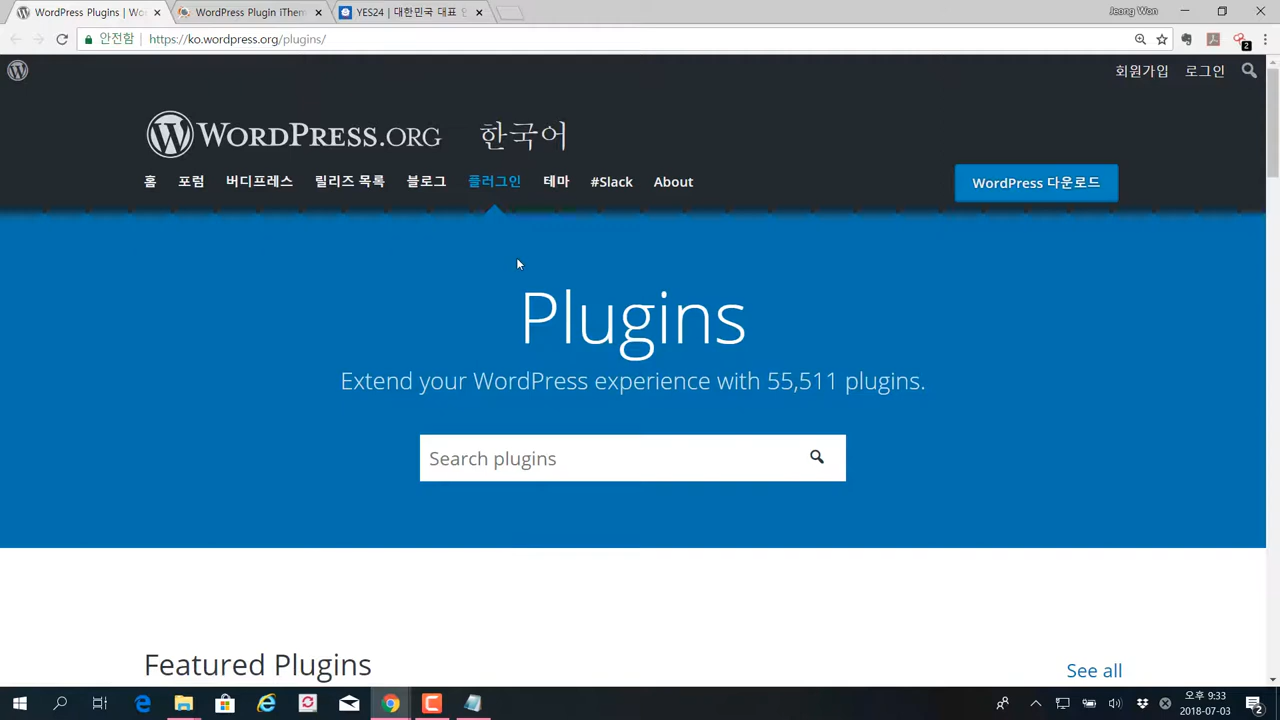 WordPress Plugins | Wo
WordPress Plugin iThem
YES24 | 대한민국 대표 인
Jeong Won
안전함
https://ko.wordpress.org/plugins/
2
회원가입
로그인
WORDPRESS.ORG
한국어
홈
포럼
버디프레스
릴리즈 목록
블로그
플러그인
테마
#Slack
About
WordPress 다운로드
Plugins
Extend your WordPress experience with 55,511 plugins.
Search plugins
Featured Plugins
See all
오후 9:33
2018-07-03
2